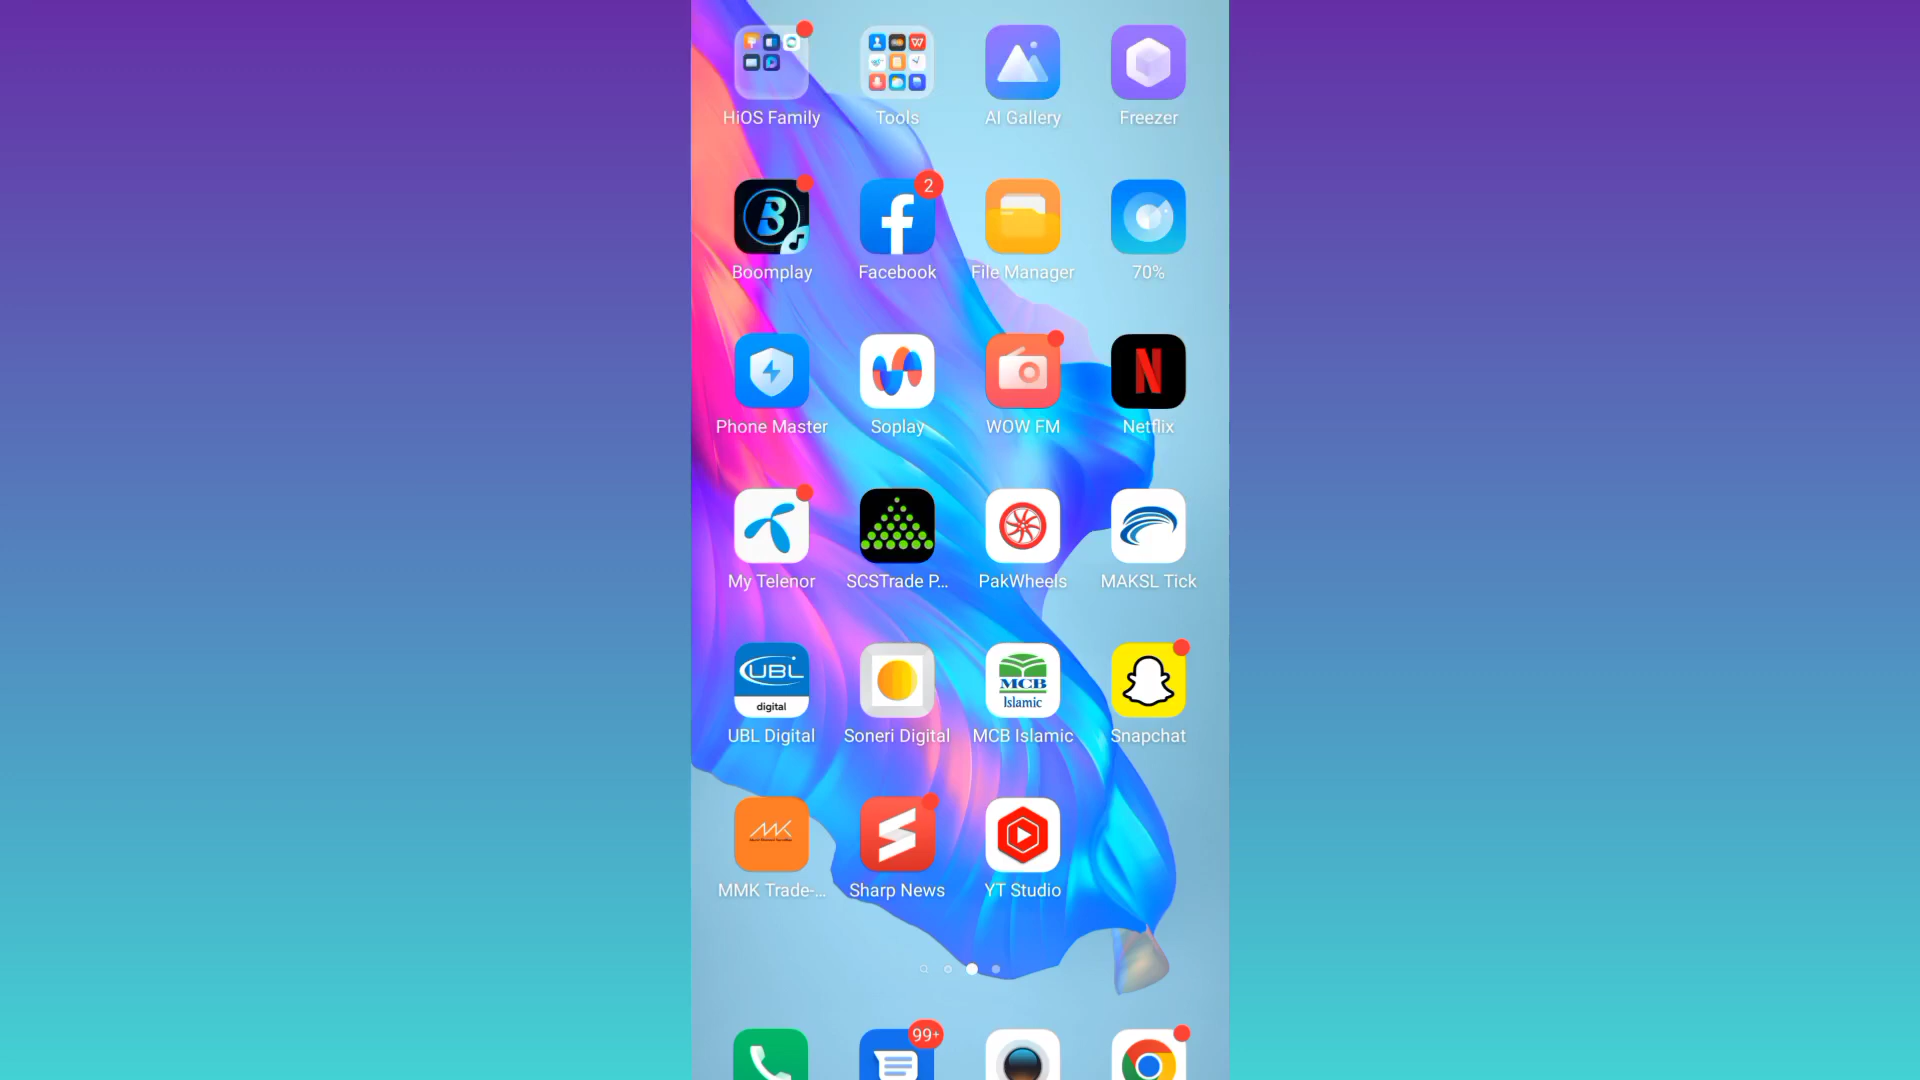 HiOS Family Tools AI Gallery Freezer
2
Boomplay Facebook File Manager 70%
Phone Master Soplay WOW FM Netflix
My Telenor SCSTrade P... PakWheels MAKSL Tick
UBL
digital
MCB
Islamic
UBL Digital Soneri Digital MCB Islamic Snapchat
MMK
MMK Trade-... Sharp News YT Studio
99+